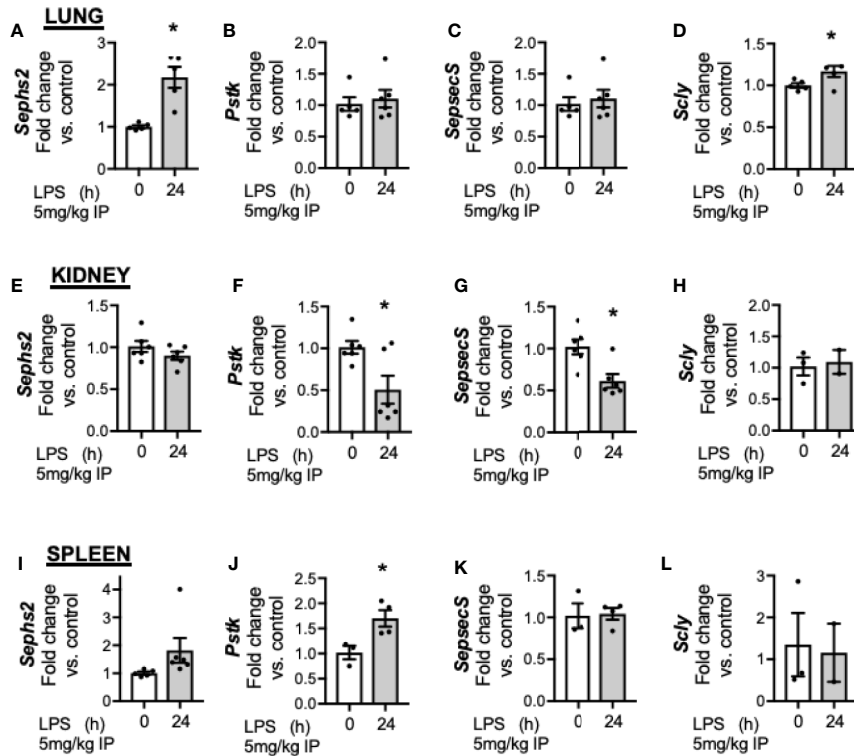 LUNG
A
Sephs2
Fold change
vs. control
3
2
1
0
*
0 24
LPS (h)
5mg/kg IP
B
Pstk
Fold change
vs. control
2.0
1.5
1.0
0.5
0.0
0 24
LPS (h)
5mg/kg IP
C
SepsecS
Fold change
vs. control
2.0
1.5
1.0
0.5
0.0
0 24
LPS (h)
5mg/kg IP
D
Scly
Fold change
vs. control
1.5
1.0
0.5
0.0
*
0 24
LPS (h)
5mg/kg IP
KIDNEY
E
Sephs2
Fold change
vs. control
1.5
1.0
0.5
0.0
0 24
LPS (h)
5mg/kg IP
F
Pstk
Fold change
vs. control
1.5
1.0
0.5
0.0
*
0 24
LPS (h)
5mg/kg IP
G
SepsecS
Fold change
vs. control
1.5
1.0
0.5
0.0
*
0 24
LPS (h)
5mg/kg IP
H
Scly
Fold change
vs. control
2.0
1.5
1.0
0.5
0.0
0 24
LPS (h)
5mg/kg IP
SPLEEN
I
Sephs2
Fold change
vs. control
4
3
2
1
0
0 24
LPS (h)
5mg/kg IP
J
Pstk
Fold change
vs. control
2.5
2.0
1.5
1.0
0.5
0.0
*
0 24
LPS (h)
5mg/kg IP
K
SepsecS
Fold change
vs. control
1.5
1.0
0.5
0.0
0 24
LPS (h)
5mg/kg IP
L
Scly
Fold change
vs. control
3
2
1
0
0 24
LPS (h)
5mg/kg IP